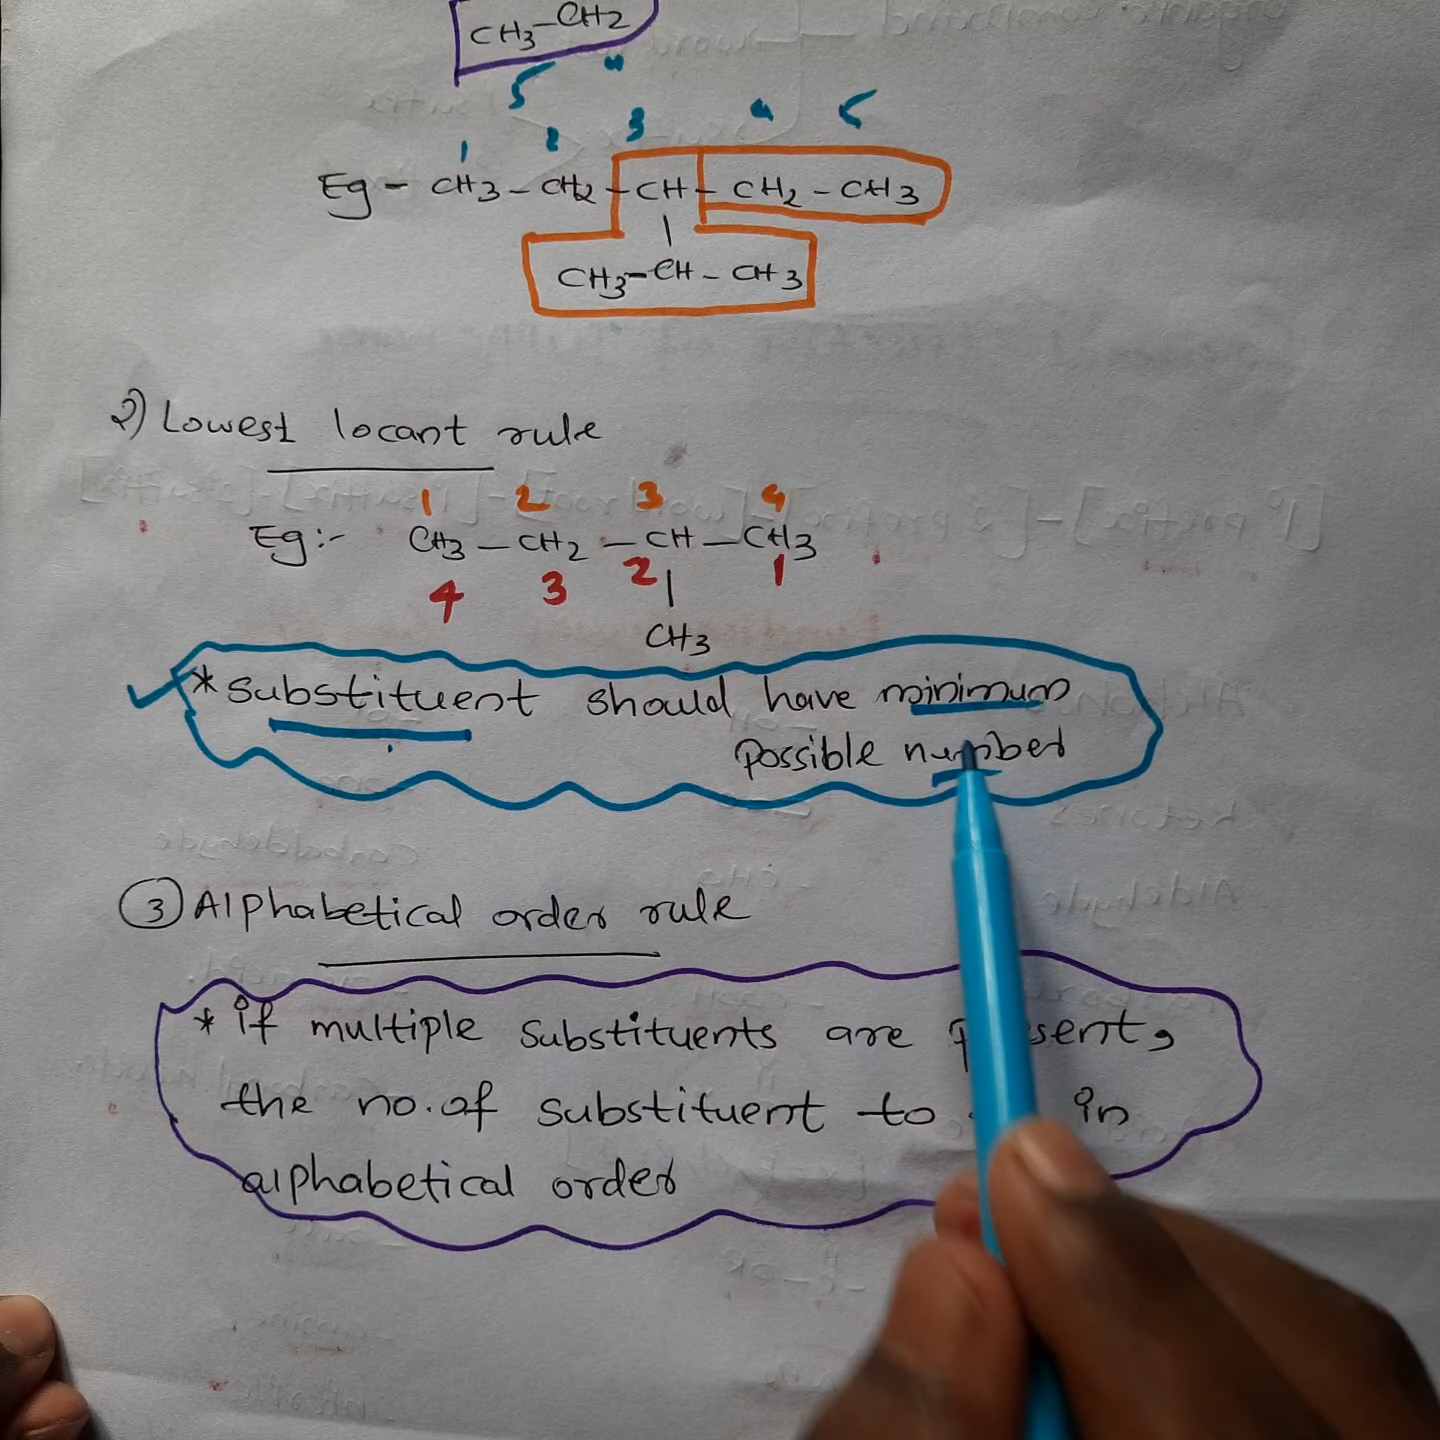 CH3-CH2
5 4
1 2 3 4 5
Eg - CH3 - CH2 - CH - CH2 - CH3
|
CH3-CH - CH3
2) Lowest locant rule
1 2 3 4
Eg:- CH3 - CH2 - CH - CH3
4 3 2 | 1
CH3
* Substituent should have minimum
possible number
3 Alphabetical order rule
* if multiple substituents are
the no. of substituent to in
alphabetical order